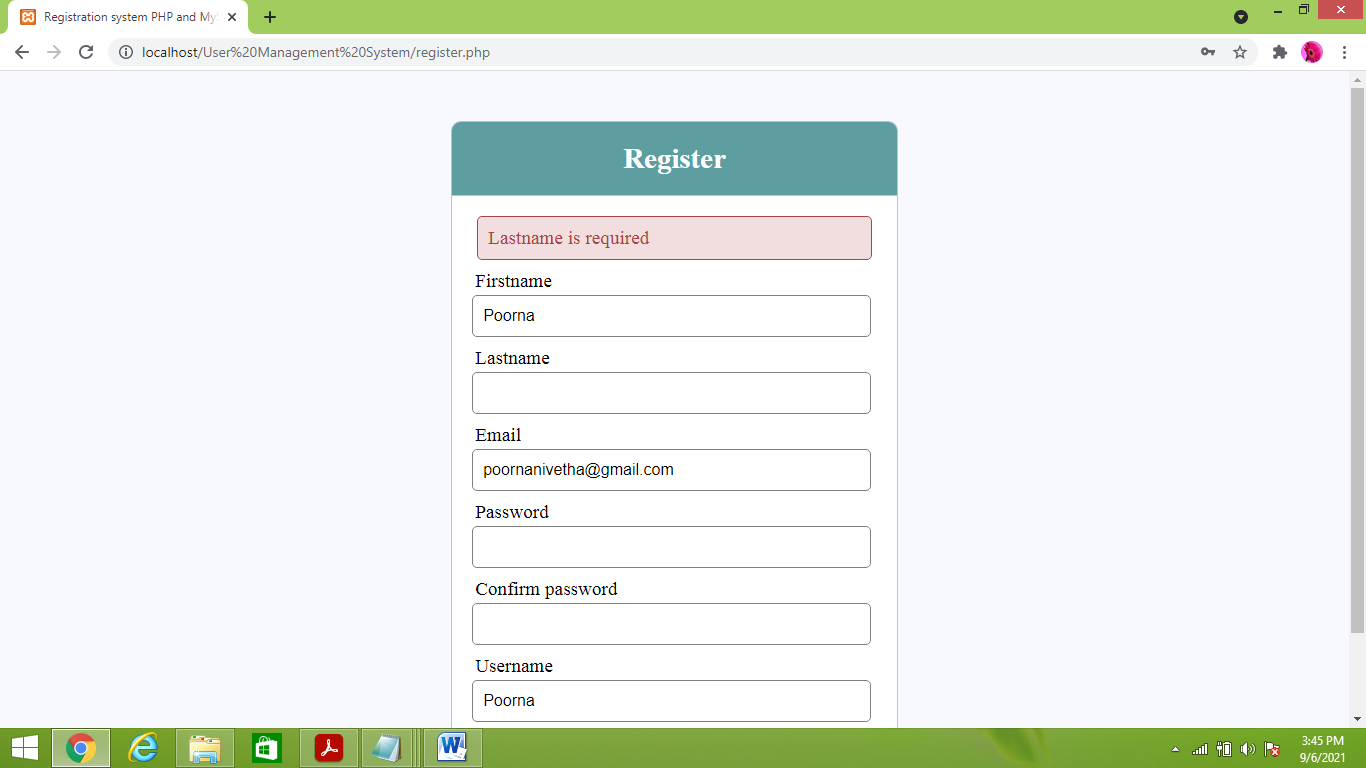 Registration system PHP and My
localhost/User%20Management%20System/register.php
Register
Lastname is required
Firstname
Poorna
Lastname
Email
poornanivetha@gmail.com
Password
Confirm password
Username
Poorna
3:45 PM
9/6/2021